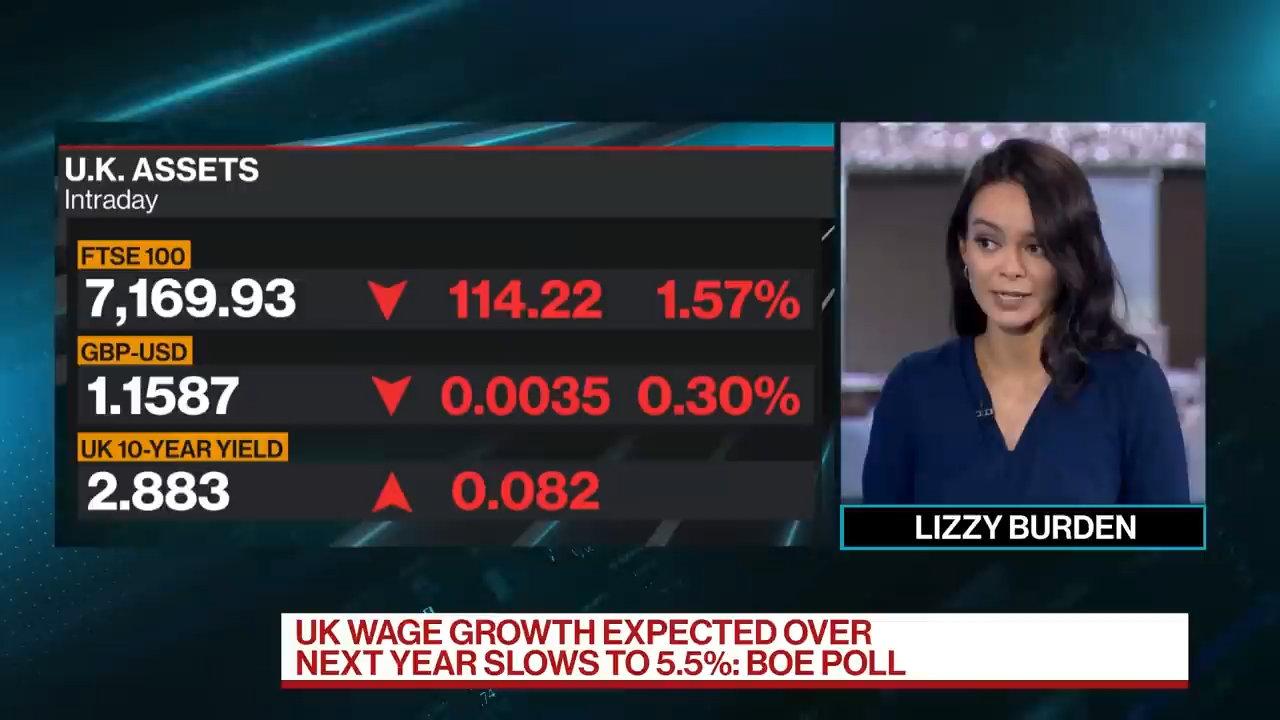 U.K. ASSETS
Intraday
FTSE 100
7,169.93 ▼ 114.22 1.57%
GBP-USD
1.1587 ▼ 0.0035 0.30%
UK 10-YEAR YIELD
2.883 ▲ 0.082
LIZZY BURDEN
UK WAGE GROWTH EXPECTED OVER
NEXT YEAR SLOWS TO 5.5%: BOE POLL
74